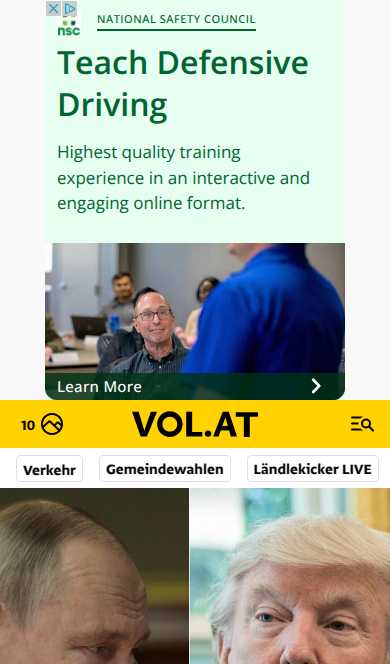 nsc
NATIONAL SAFETY COUNCIL
Teach Defensive
Driving
Highest quality training
experience in an interactive and
engaging online format.
Learn More
10
VOL.AT
Verkehr
Gemeindewahlen
Ländlekicker LIVE